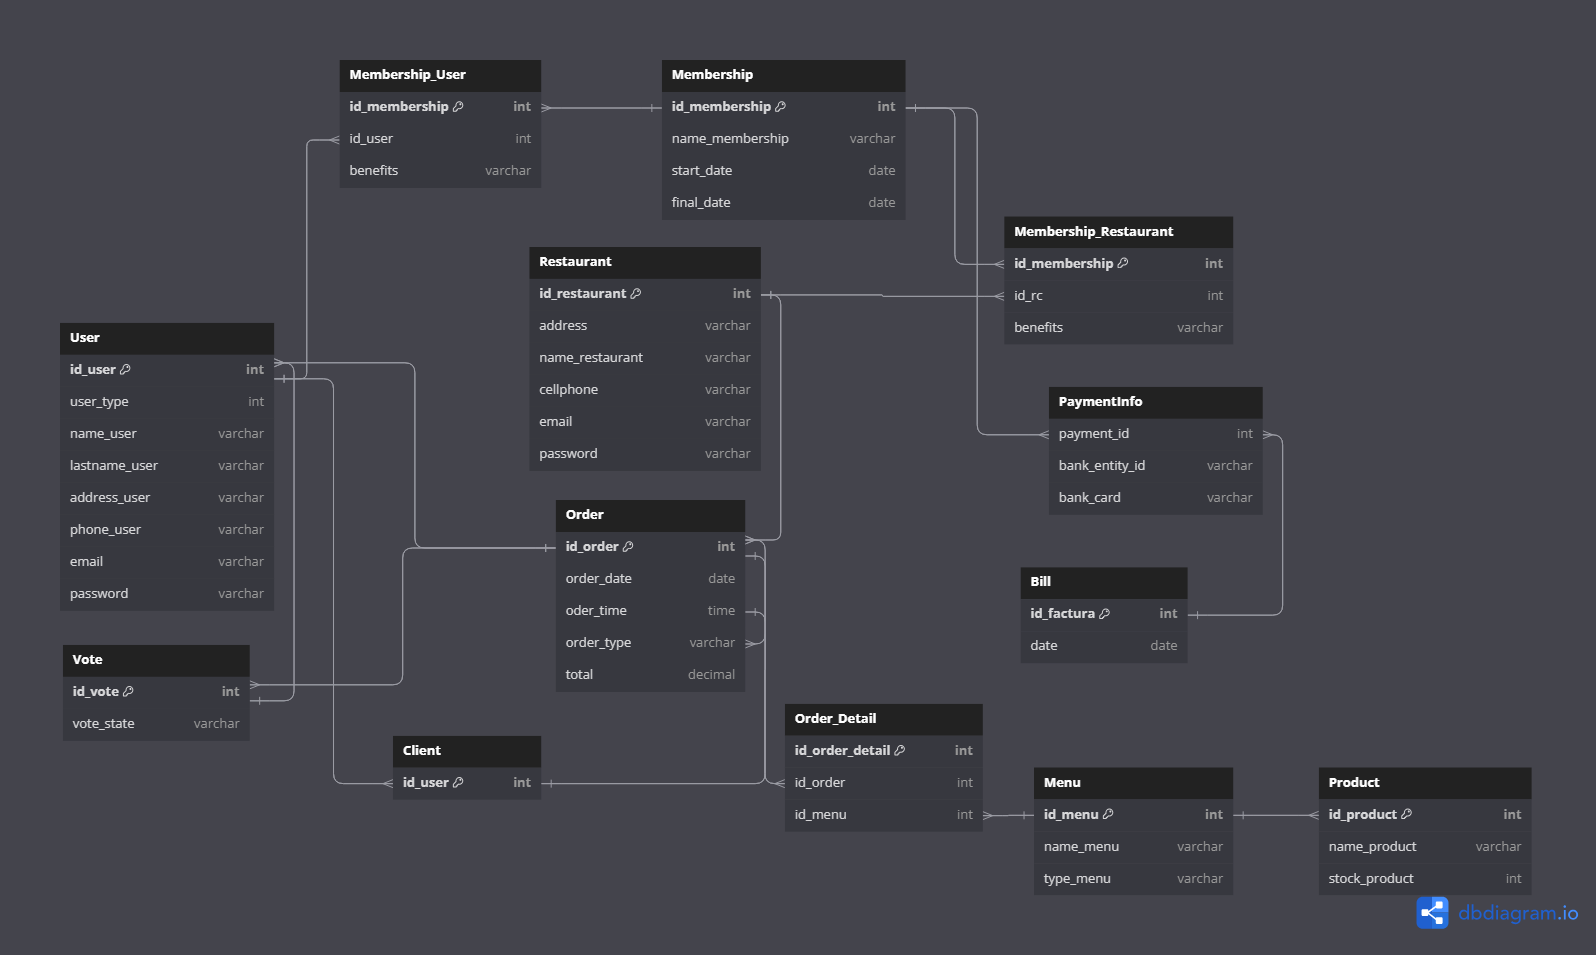 Membership_User
id_membership int
id_user int
benefits varchar
Membership
id_membership int
name_membership varchar
start_date date
final_date date
Membership_Restaurant
id_membership int
id_rc int
benefits varchar
Restaurant
id_restaurant int
address varchar
name_restaurant varchar
cellphone varchar
email varchar
password varchar
User
id_user int
user_type int
name_user varchar
lastname_user varchar
address_user varchar
phone_user varchar
email varchar
password varchar
PaymentInfo
payment_id int
bank_entity_id varchar
bank_card varchar
Order
id_order int
order_date date
oder_time time
order_type varchar
total decimal
Bill
id_factura int
date date
Vote
id_vote int
vote_state varchar
Client
id_user int
Order_Detail
id_order_detail int
id_order int
id_menu int
Menu
id_menu int
name_menu varchar
type_menu varchar
Product
id_product int
name_product varchar
stock_product int
dbdiagram.io